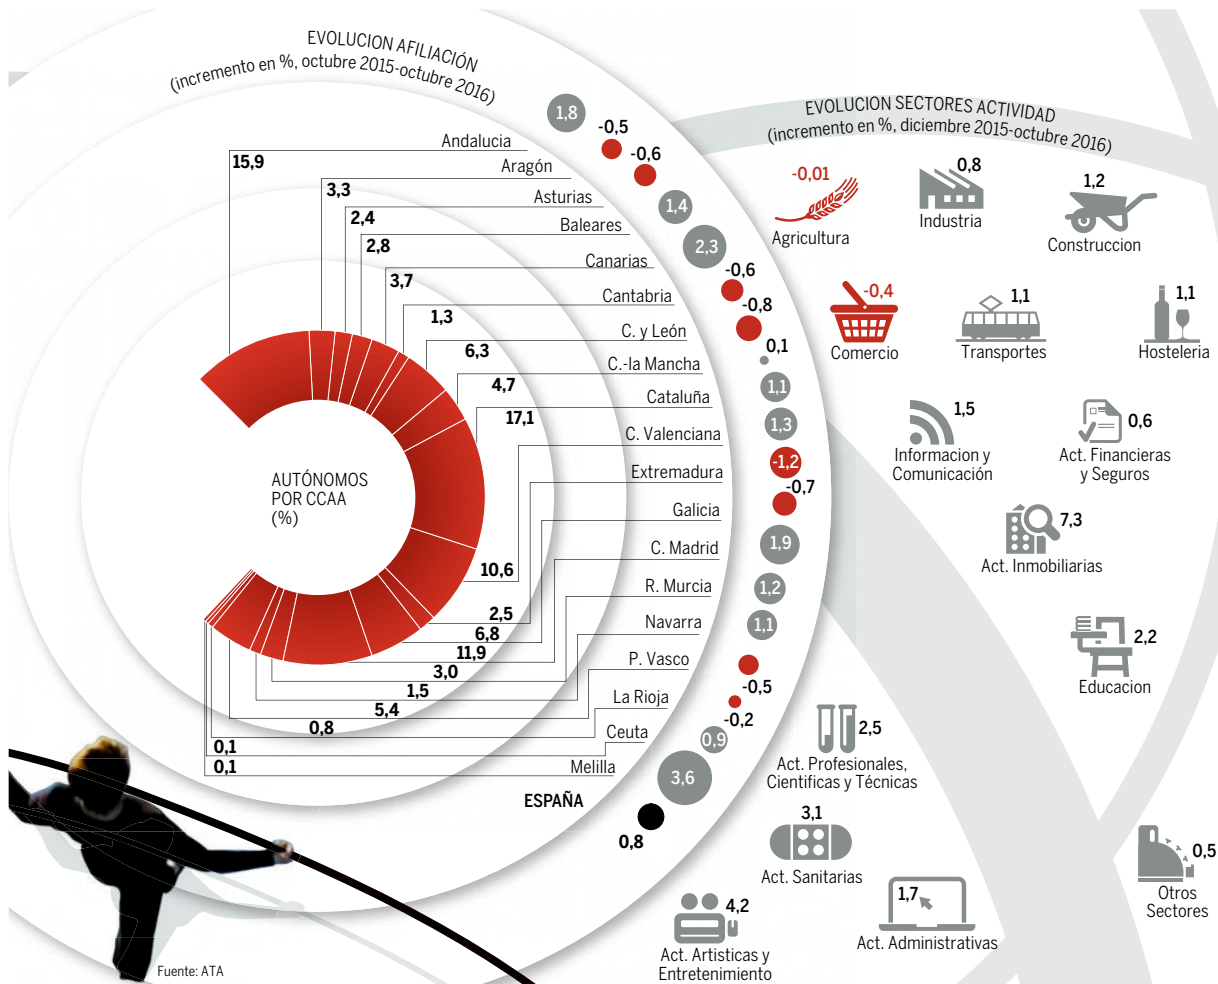 EVOLUCION AFILIACIÓN
(incremento en %, octubre 2015-octubre 2016)
Andalucia
15,9
Aragón
3,3
Asturias
2,4
Baleares
2,8
Canarias
3,7
Cantabria
1,3
C. y León
6,3
C.-la Mancha
4,7
Cataluña
17,1
C. Valenciana
Extremadura
Galicia
C. Madrid
R. Murcia
Navarra
P. Vasco
La Rioja
Ceuta
Melilla
ESPAÑA
10,6
2,5
6,8
11,9
3,0
1,5
5,4
0,8
0,1
0,1
AUTÓNOMOS
POR CCAA
(%)
1,8
-0,5
-0,6
1,4
2,3
-0,6
-0,8
0,1
1,1
1,3
-1,2
-0,7
1,9
1,2
1,1
-0,5
-0,2
0,9
3,6
0,8
EVOLUCION SECTORES ACTIVIDAD
(incremento en %, diciembre 2015-octubre 2016)
-0,01
Agricultura
0,8
Industria
1,2
Construccion
-0,4
Comercio
1,1
Transportes
1,1
Hosteleria
1,5
Informacion y
Comunicación
0,6
Act. Financieras
y Seguros
7,3
Act. Inmobiliarias
2,2
Educacion
2,5
Act. Profesionales,
Cientificas y Técnicas
3,1
Act. Sanitarias
4,2
Act. Artisticas y
Entretenimiento
1,7
Act. Administrativas
0,5
Otros
Sectores
Fuente: ATA